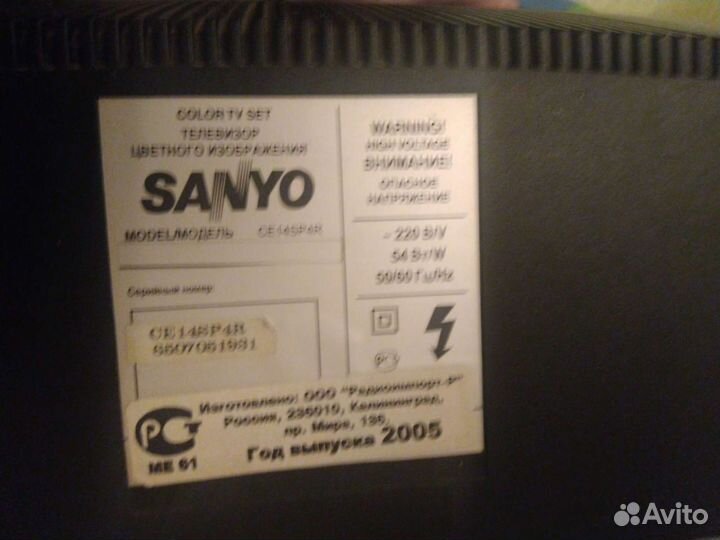 COLOR TV SET
ТЕЛЕВИЗОР
ЦВЕТНОГО ИЗОБРАЖЕНИЯ
SANYO
MODEL/МОДЕЛЬ CE14SP4R
Серийный номер
CE14SP4R
WARNING!
HIGH VOLTAGE
ВНИМАНИЕ!
ОПАСНОЕ
НАПРЯЖЕНИЕ
~ 220 В/V
54 Вт/W
50/60 Гц/Hz
РСТ
Изготовлено: ООО "Радиоимпорт-Р"
Россия, Калининград,
пр. Мира, 136,
Год выпуска 2005
РСТ
ME 61
Avito